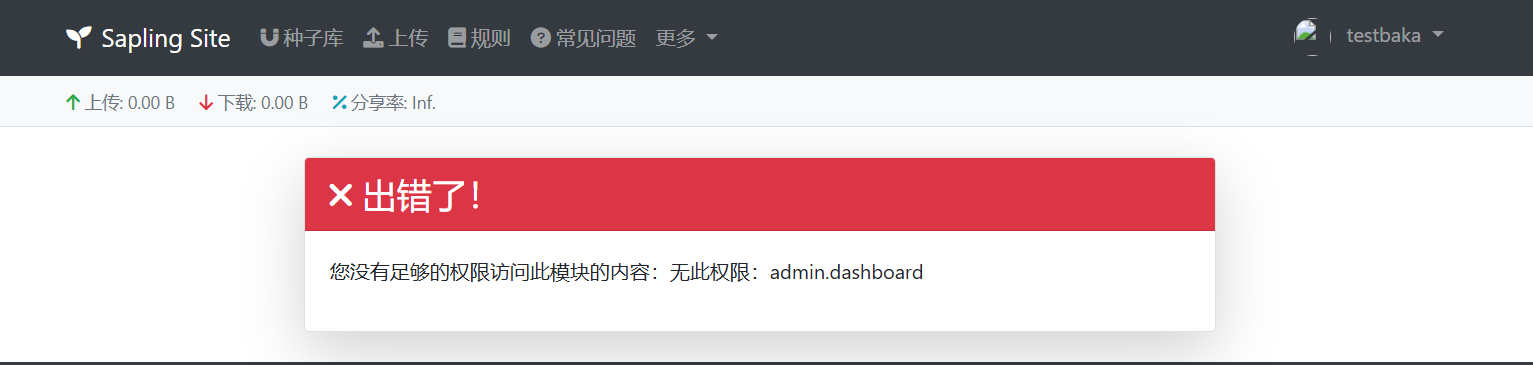 Sapling Site 种子库 上传 规则 常见问题 更多 testbaka
上传: 0.00 B 下载: 0.00 B 分享率: Inf.
出错了！
您没有足够的权限访问此模块的内容：无此权限：admin.dashboard